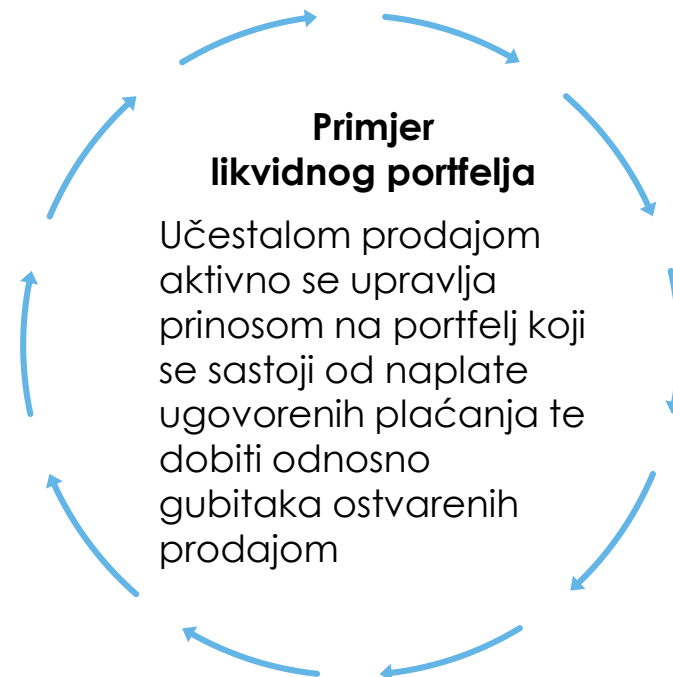 Primjer
likvidnog portfelja
Učestalom prodajom
aktivno se upravlja
prinosom na portfelj koji
se sastoji od naplate
ugovorenih plaćanja te
dobiti odnosno
gubitaka ostvarenih
prodajom